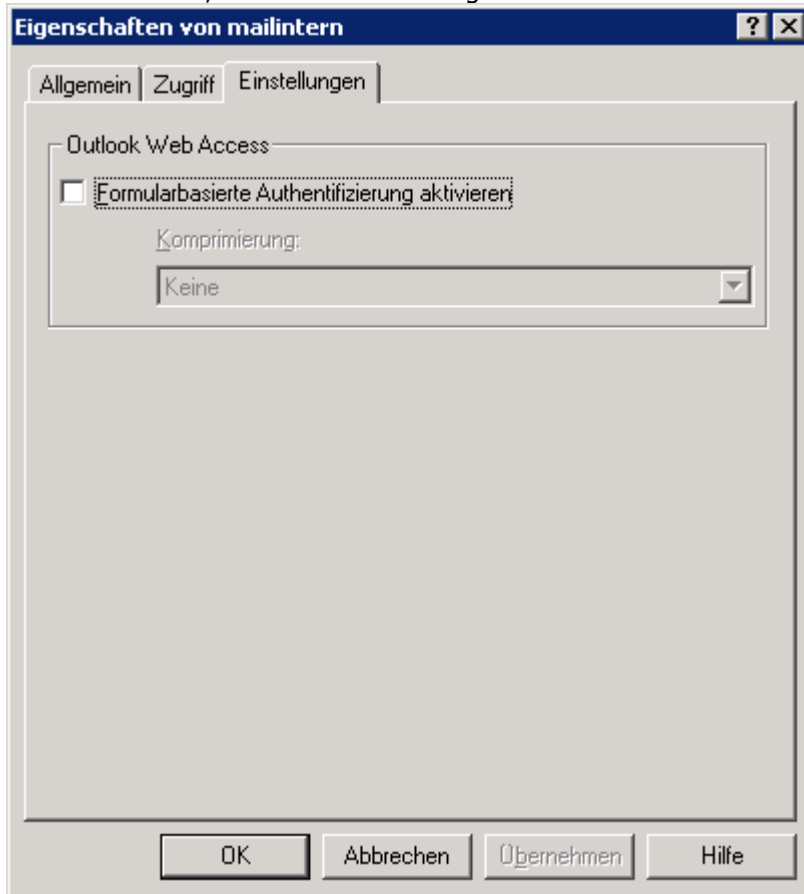 Eigenschaften von mailintern
Allgemein Zugriff Einstellungen
Outlook Web Access
Formularbasierte Authentifizierung aktivieren
Komprimierung:
Keine
OK Abbrechen Übernehmen Hilfe